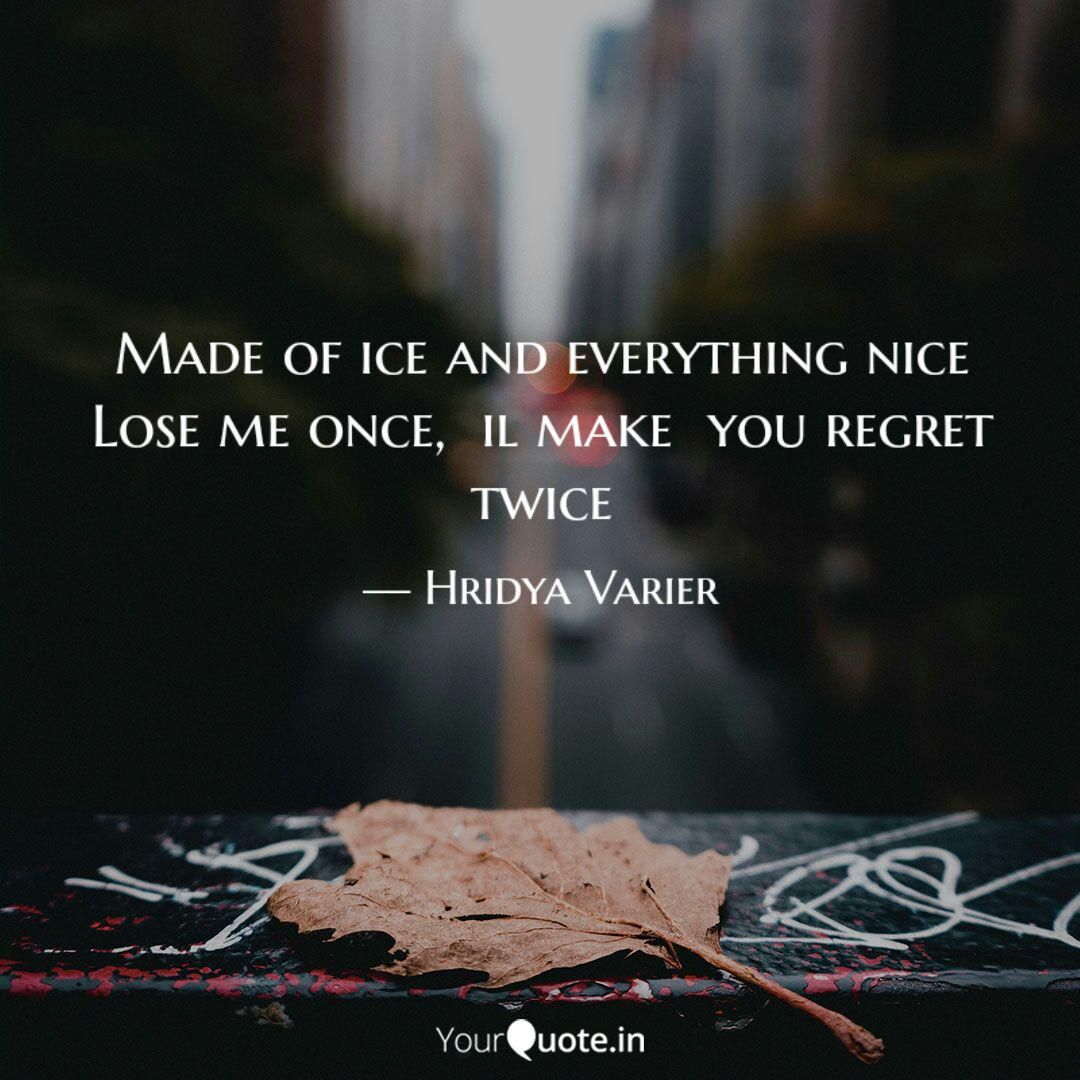 Made of ice and everything nice
Lose me once,  il make  you regret
twice
— Hridya Varier
YourQuote.in